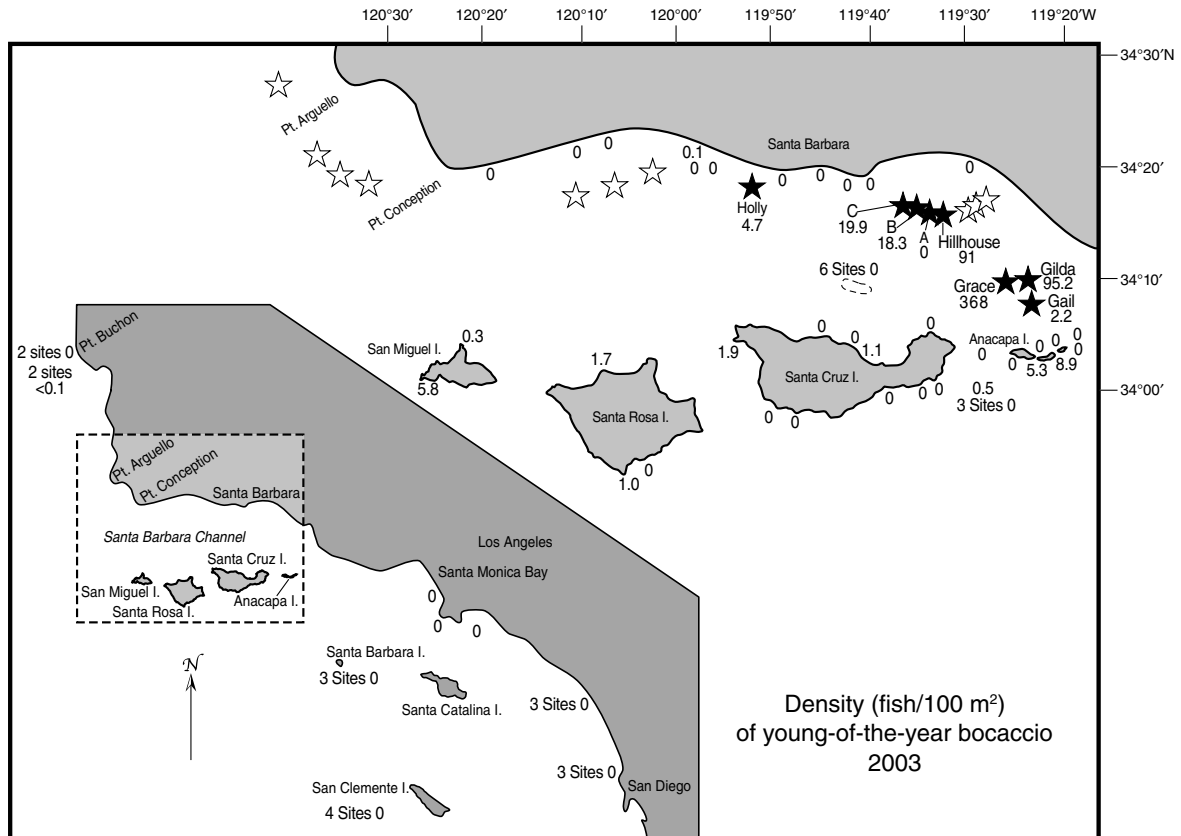 120°30′ 120°20′ 120°10′ 120°00′ 119°50′ 119°40′ 119°30′ 119°20′W
34°30′N
34°20′
34°10′
34°00′
Pt. Arguello
Pt. Conception
Santa Barbara
0
0
0
0.1
0 0
0
0
0
0
0
Holly
4.7
C
19.9
B
18.3
A
0
Hillhouse
91
6 Sites 0
Grace
368
Gilda
95.2
Gail
2.2
San Miguel I.
0.3
5.8
1.7
Santa Rosa I.
1.0
0
1.9
0
0
1.1
0
Santa Cruz I.
0
0
0
0
0
0.5
3 Sites 0
Anacapa I.
0
0
0
0
0
0
5.3
8.9
Pt. Buchon
2 sites 0
2 sites
<0.1
Pt. Arguello
Pt. Conception
Santa Barbara
Santa Barbara Channel
Santa Cruz I.
San Miguel I.
Santa Rosa I.
Anacapa I.
Los Angeles
Santa Monica Bay
0
0
0
Santa Barbara I.
3 Sites 0
Santa Catalina I.
3 Sites 0
3 Sites 0
San Diego
San Clemente I.
4 Sites 0
N
Density (fish/100 m²)
of young-of-the-year bocaccio
2003